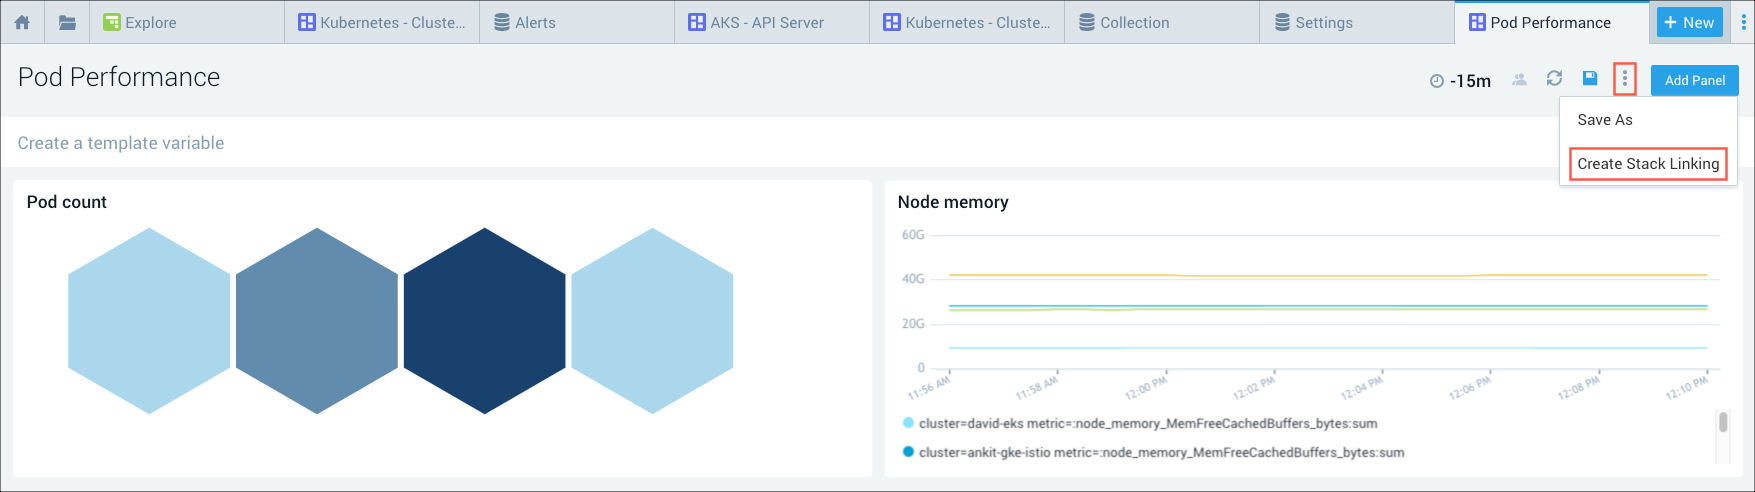 Explore
Kubernetes - Cluste...
Alerts
AKS - API Server
Kubernetes - Cluste...
Collection
Settings
Pod Performance
+ New
Pod Performance
-15m
Add Panel
Save As
Create Stack Linking
Create a template variable
Pod count
Node memory
60G
40G
20G
0
11:56 AM
11:58 AM
12:00 PM
12:02 PM
12:04 PM
12:06 PM
12:08 PM
12:10 PM
cluster=david-eks metric=:node_memory_MemFreeCachedBuffers_bytes:sum
cluster=ankit-gke-istio metric=:node_memory_MemFreeCachedBuffers_bytes:sum